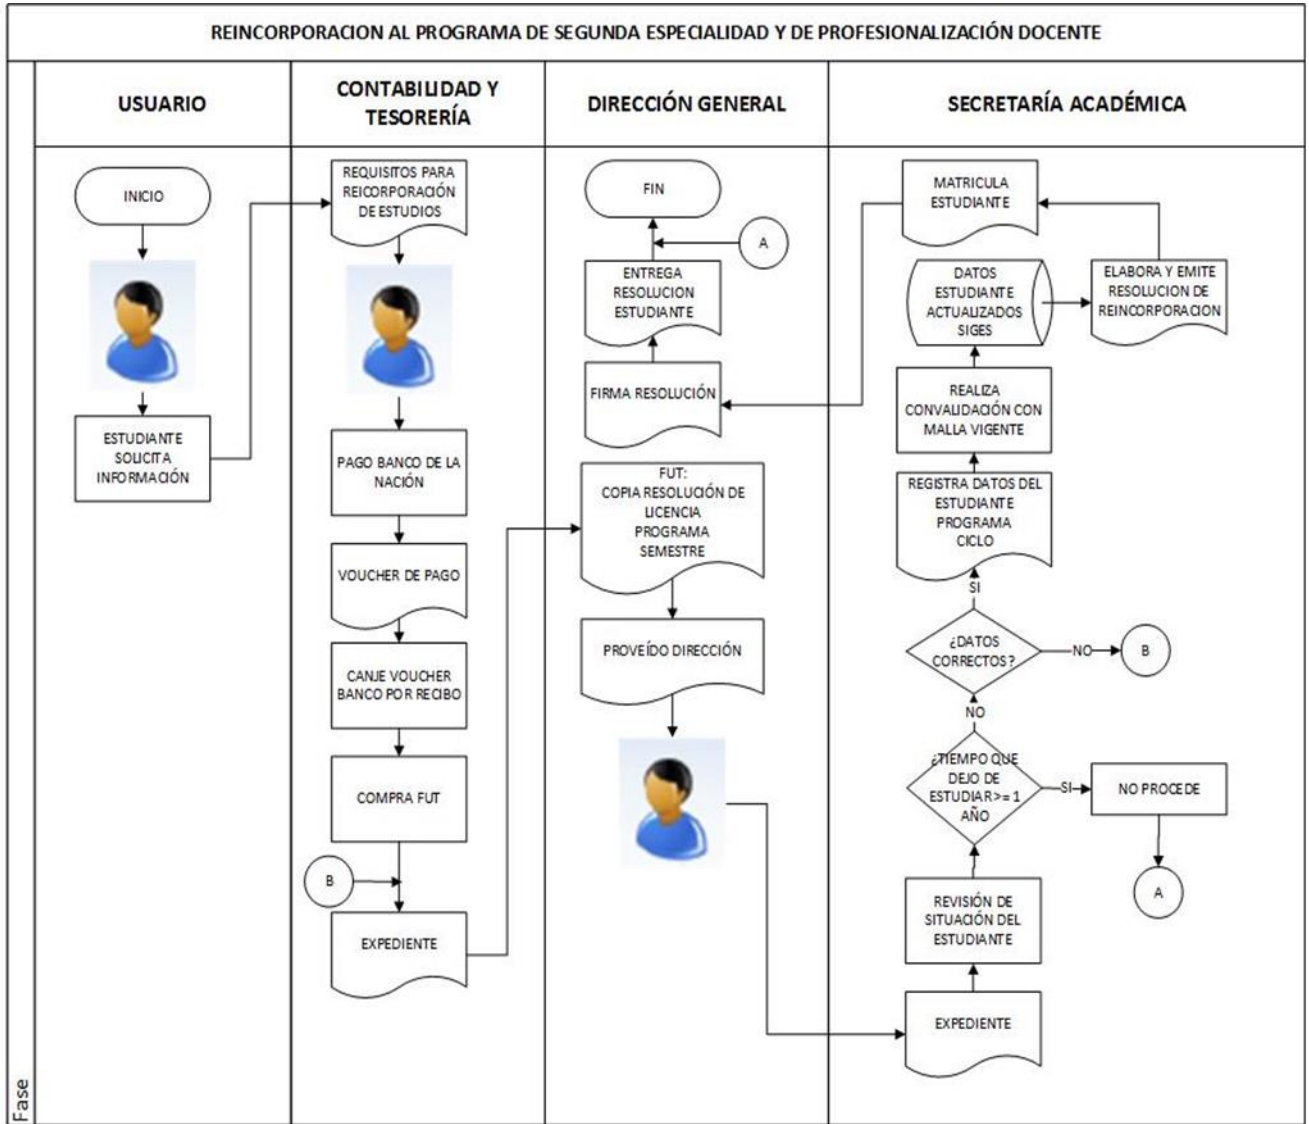 REINCORPORACION AL PROGRAMA DE SEGUNDA ESPECIALIDAD Y DE PROFESIONALIZACIÓN DOCENTE
Fase
USUARIO
INICIO
ESTUDIANTE
SOLICITA
INFORMACIÓN
CONTABILIDAD Y
TESORERÍA
REQUISITOS PARA
REICORPORACIÓN
DE ESTUDIOS
PAGO BANCO DE LA
NACIÓN
VOUCHER DE PAGO
CANJE VOUCHER
BANCO POR RECIBO
COMPRA FUT
B
EXPEDIENTE
DIRECCIÓN GENERAL
FIN
A
ENTREGA
RESOLUCION
ESTUDIANTE
FIRMA RESOLUCIÓN
FUT:
COPIA RESOLUCIÓN DE
LICENCIA
PROGRAMA
SEMESTRE
PROVEÍDO DIRECCIÓN
SECRETARÍA ACADÉMICA
MATRICULA
ESTUDIANTE
DATOS
ESTUDIANTE
ACTUALIZADOS
SIGES
ELABORA Y EMITE
RESOLUCION DE
REINCORPORACION
REALIZA
CONVALIDACIÓN CON
MALLA VIGENTE
REGISTRA DATOS DEL
ESTUDIANTE
PROGRAMA
CICLO
SI
¿DATOS
CORRECTOS?
NO
B
NO
¿TIEMPO QUE
DEJO DE
ESTUDIAR>= 1
AÑO
SI
NO PROCEDE
A
REVISIÓN DE
SITUACIÓN DEL
ESTUDIANTE
EXPEDIENTE